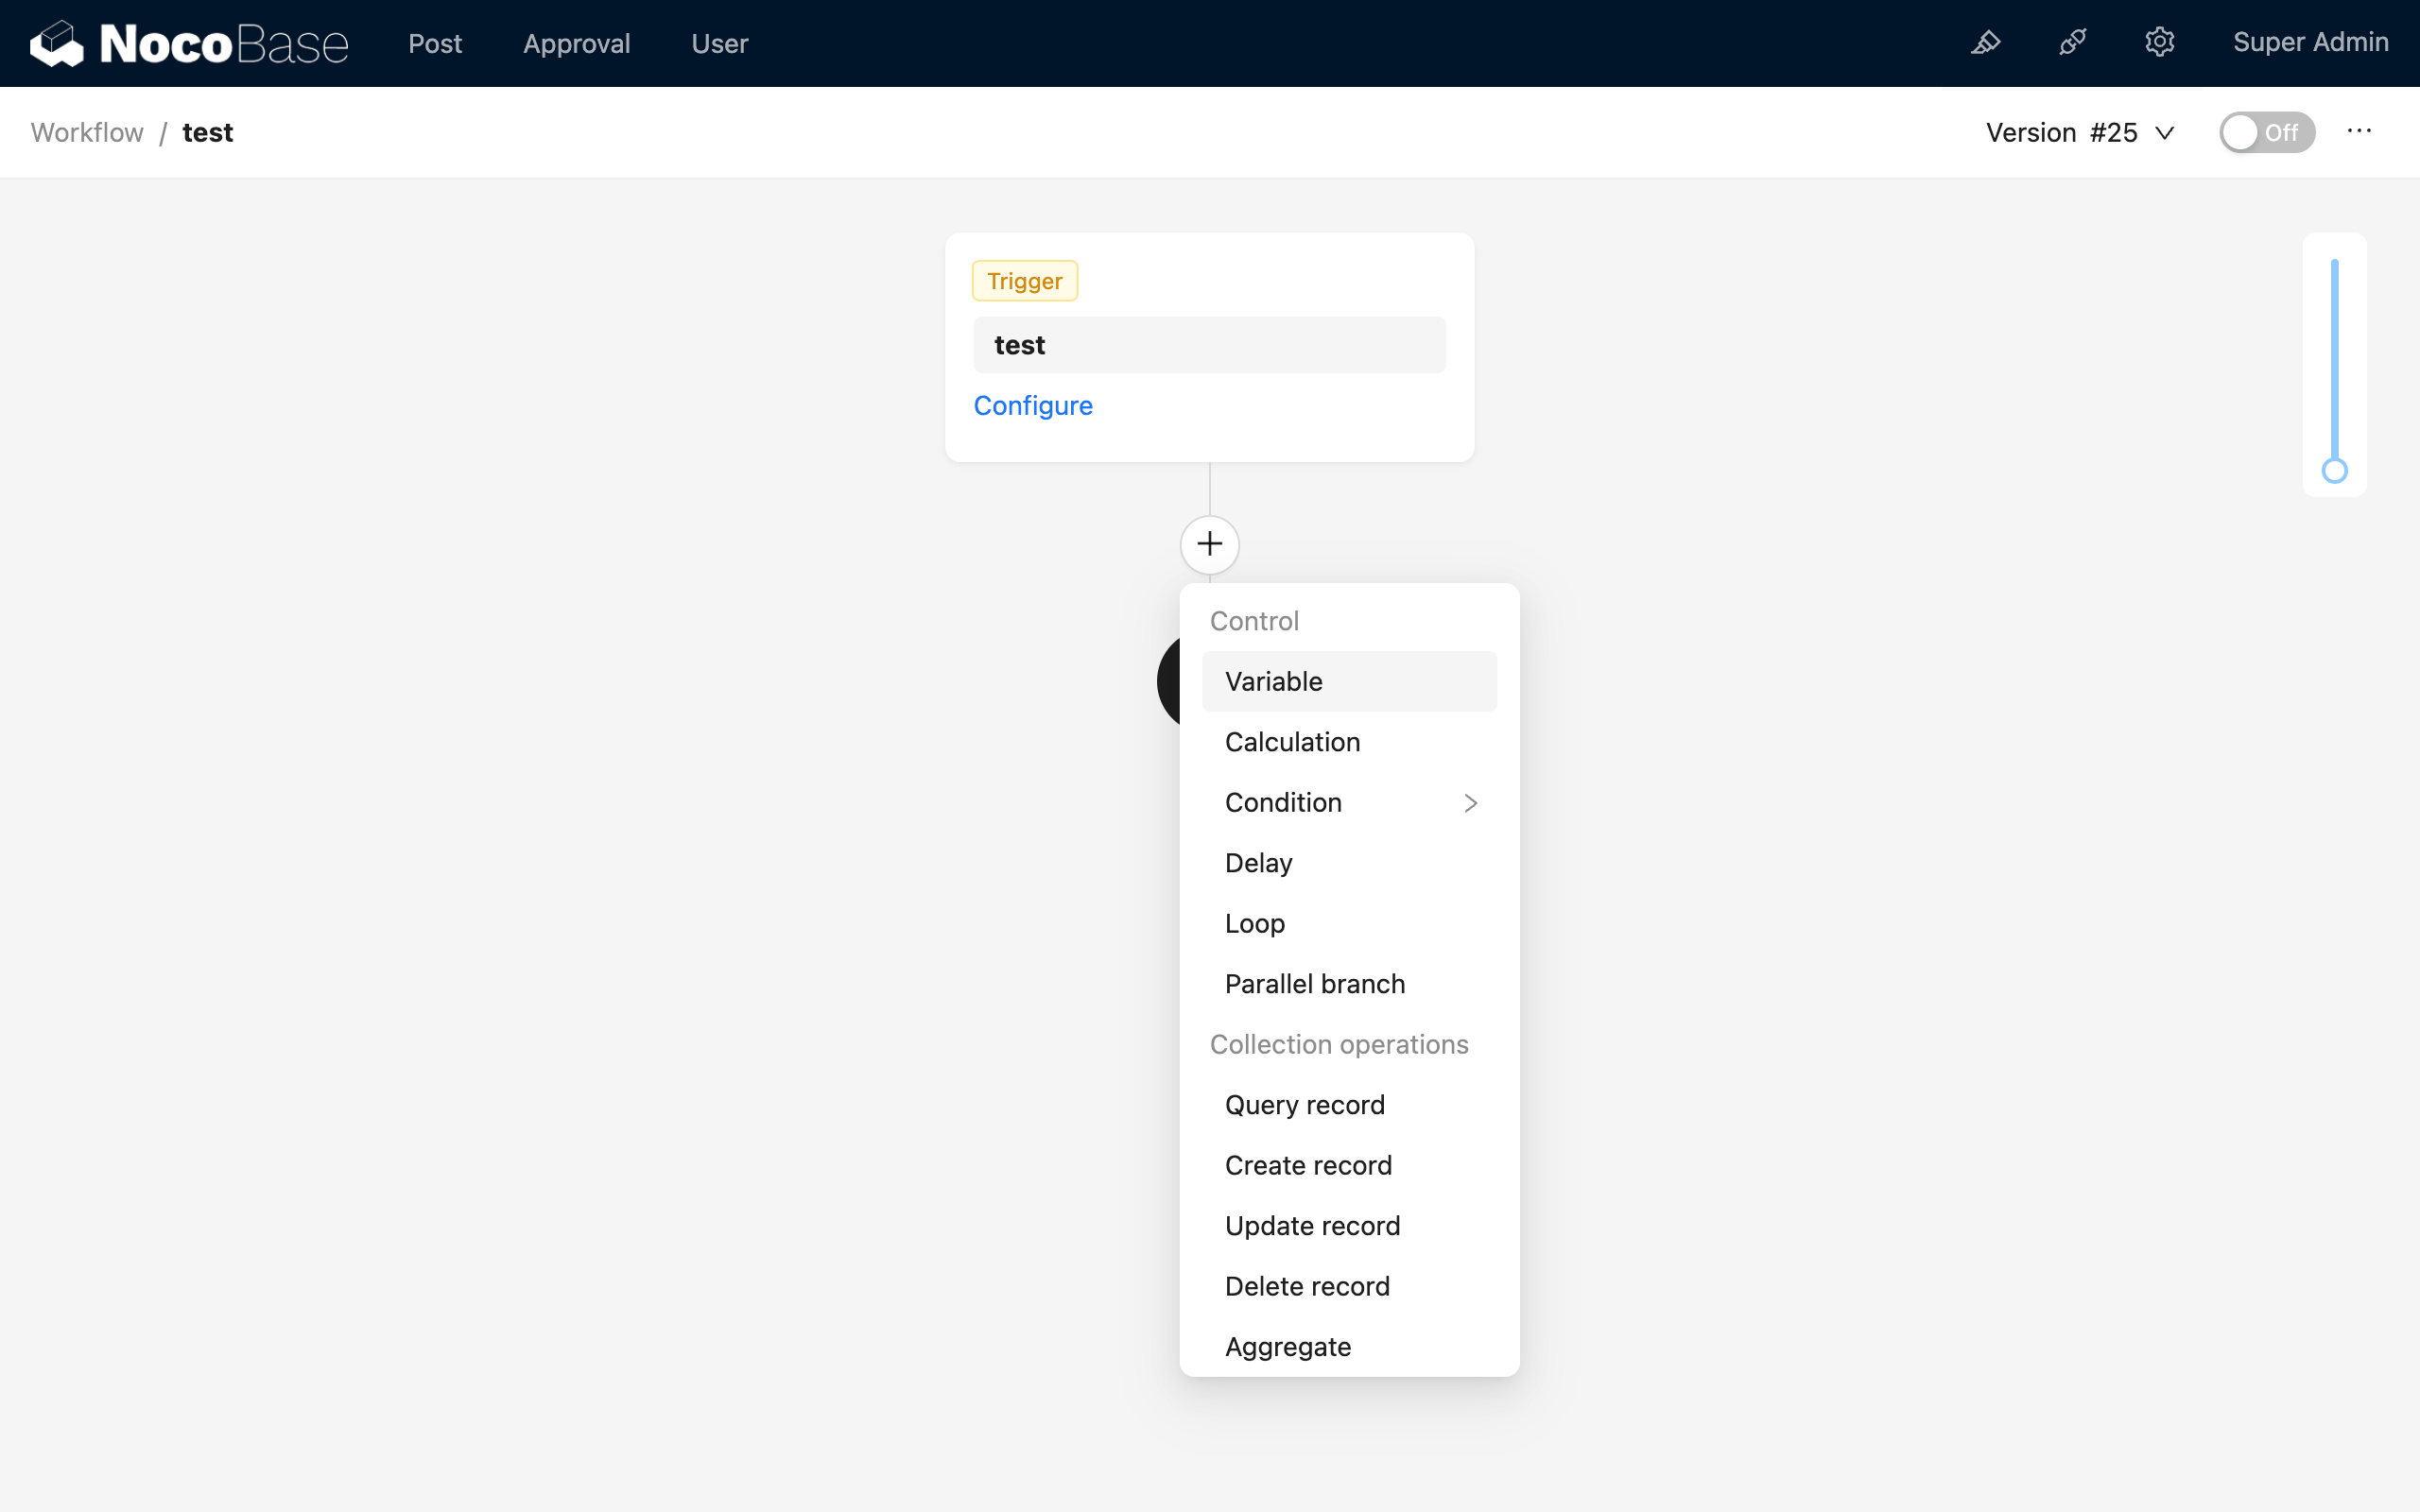 NocoBase Post Approval User Super Admin
Workflow / test Version #25 Off ···
Trigger
test
Configure
Control
Variable
Calculation
Condition
Delay
Loop
Parallel branch
Collection operations
Query record
Create record
Update record
Delete record
Aggregate